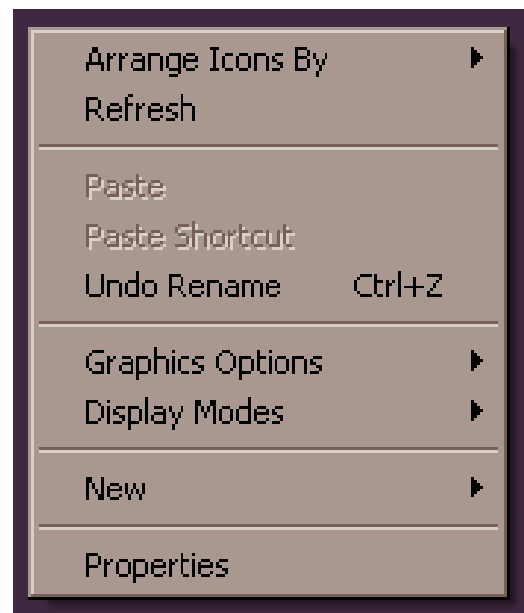 Arrange Icons By
Refresh
Paste
Paste Shortcut
Undo Rename Ctrl+Z
Graphics Options
Display Modes
New
Properties